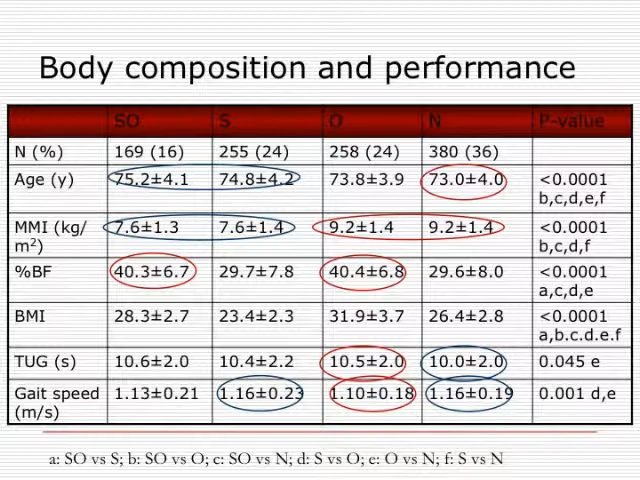 Body composition and performance
SO S O N P-value
N (%) 169 (16) 255 (24) 258 (24) 380 (36)
Age (y) 75.2±4.1 74.8±4.2 73.8±3.9 73.0±4.0 <0.0001
b,c,d,e,f
MMI (kg/ 7.6±1.3 7.6±1.4 9.2±1.4 9.2±1.4 <0.0001
m²) b,c,d,f
%BF 40.3±6.7 29.7±7.8 40.4±6.8 29.6±8.0 <0.0001
a,c,d,e
BMI 28.3±2.7 23.4±2.3 31.9±3.7 26.4±2.8 <0.0001
a,b.c.d.e.f
TUG (s) 10.6±2.0 10.4±2.2 10.5±2.0 10.0±2.0 0.045 e
Gait speed 1.13±0.21 1.16±0.23 1.10±0.18 1.16±0.19 0.001 d,e
(m/s)
a: SO vs S; b: SO vs O; c: SO vs N; d: S vs O; e: O vs N; f: S vs N